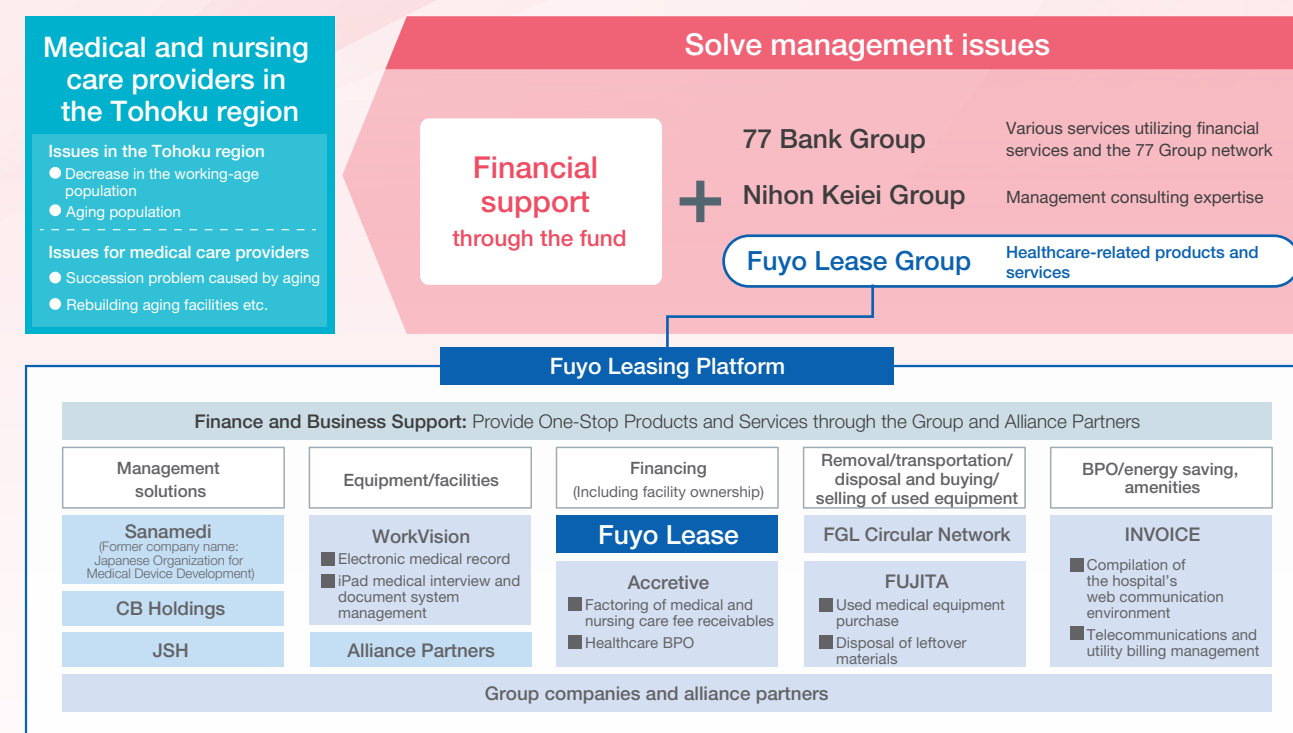 Medical and nursing
care providers in
the Tohoku region
Issues in the Tohoku region
Decrease in the working-age
population
Aging population
Issues for medical care providers
Succession problem caused by aging
Rebuilding aging facilities etc.
Solve management issues
Financial
support
through the fund
+
77 Bank Group
Various services utilizing financial
services and the 77 Group network
Nihon Keiei Group
Management consulting expertise
Fuyo Lease Group
Healthcare-related products and
services
Fuyo Leasing Platform
Finance and Business Support: Provide One-Stop Products and Services through the Group and Alliance Partners
Management
solutions
Sanamedi
(Former company name:
Japanese Organization for
Medical Device Development)
CB Holdings
JSH
Equipment/facilities
WorkVision
Electronic medical record
iPad medical interview and
document system
management
Alliance Partners
Financing
(Including facility ownership)
Fuyo Lease
Accretive
Factoring of medical and
nursing care fee receivables
Healthcare BPO
Removal/transportation/
disposal and buying/
selling of used equipment
FGL Circular Network
FUJITA
Used medical equipment
purchase
Disposal of leftover
materials
BPO/energy saving,
amenities
INVOICE
Compilation of
the hospital's
web communication
environment
Telecommunications and
utility billing management
Group companies and alliance partners